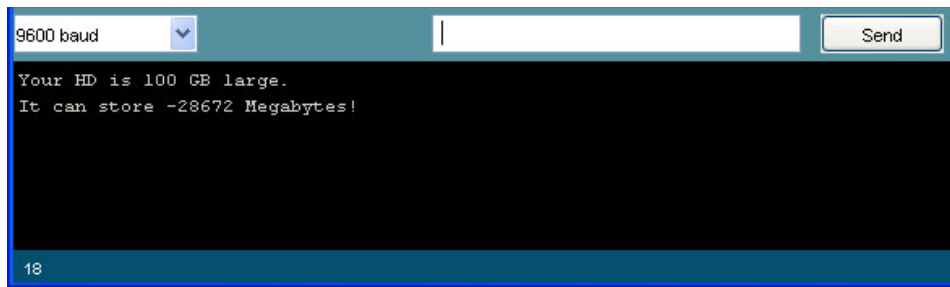 9600 baud Send
Your HD is 100 GB large.
It can store -28672 Megabytes!
18